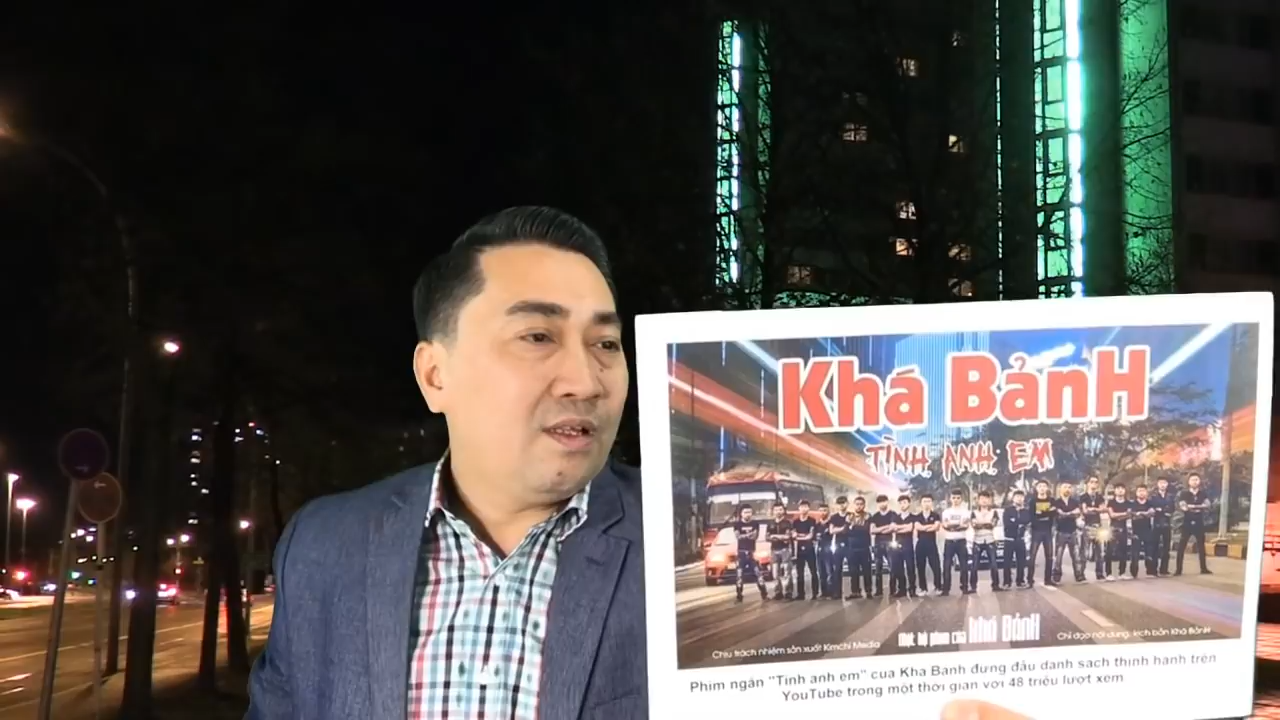 Khá BảnH
TÌNH ANH EM
Một bộ phim của Khá BảnH
Chịu trách nhiệm sản xuất Kimchi Media
Chỉ đạo nội dung, kịch bản Khá BảnH
Phim ngắn "Tình anh em" của Khá Bảnh đứng đầu danh sách thịnh hành trên
YouTube trong một thời gian với 48 triệu lượt xem